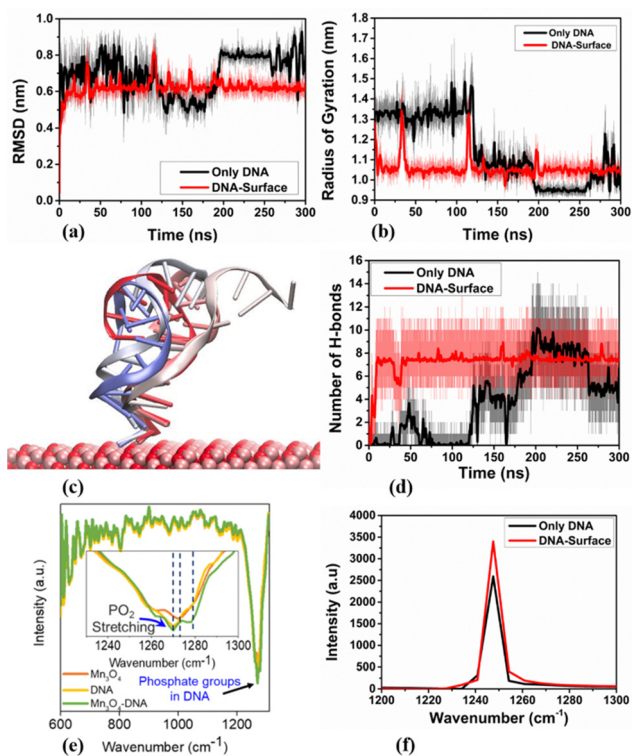 1.0
0.8
0.6
0.4
0.2
0.0
RMSD (nm)
Only DNA
DNA-Surface
0 50 100 150 200 250 300
(a) Time (ns)
1.8
1.7
1.6
1.5
1.4
1.3
1.2
1.1
1.0
0.9
Radius of Gyration (nm)
Only DNA
DNA-Surface
0 50 100 150 200 250 300
(b) Time (ns)
(c)
16
14
12
10
8
6
4
2
0
Number of H-bonds
Only DNA
DNA-Surface
0 50 100 150 200 250 300
(d) Time (ns)
Intensity (a.u.)
PO2
Stretching
1240 1260 1280 1300
Wavenumber (cm-1)
Mn3O4
DNA
Mn3O4-DNA
Phosphate groups
in DNA
600 800 1000 1200
(e) Wavenumber (cm-1)
4000
3500
3000
2500
2000
1500
1000
500
0
Intensity (a.u)
Only DNA
DNA-Surface
1200 1220 1240 1260 1280 1300
Wavenumber (cm-1)
(f)